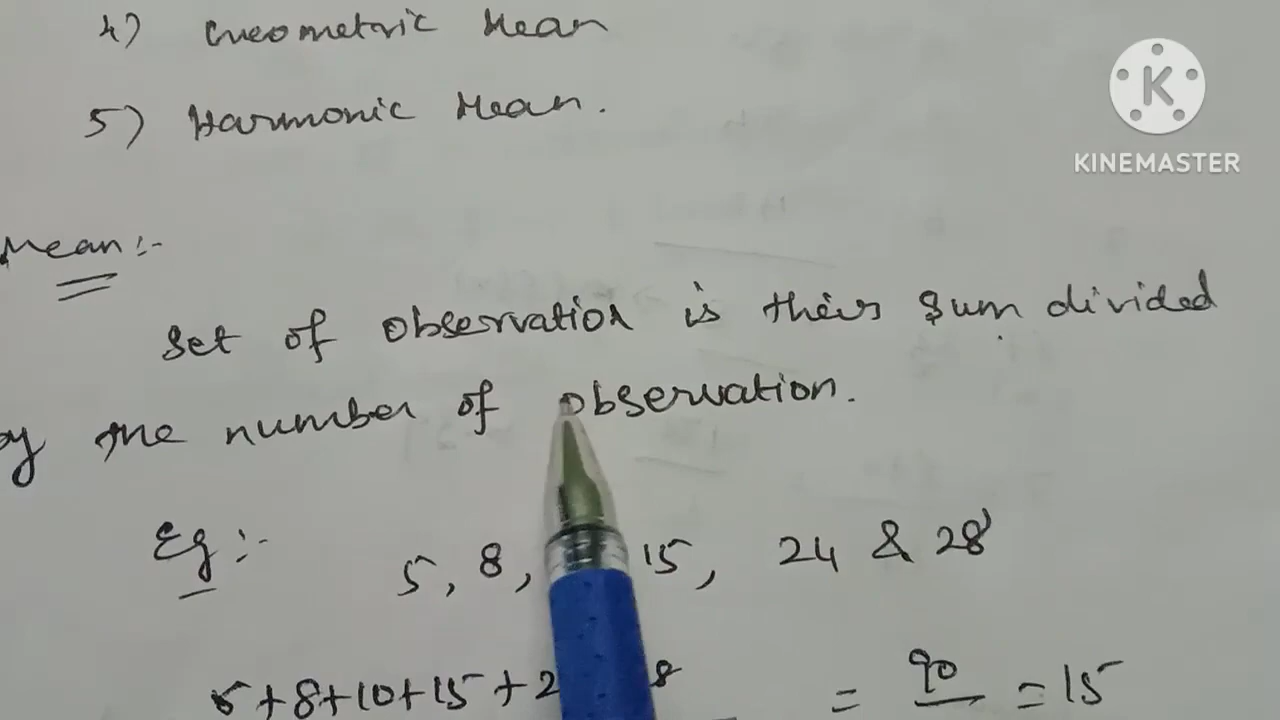 4) Geometric Mean
5) Harmonic Mean.
K
KINEMASTER
Mean :-
Set of observation is their sum divided
by the number of observation.
Eg :- 5, 8, 15, 24 & 28
5+8+10+15+2 8 = 90 = 15